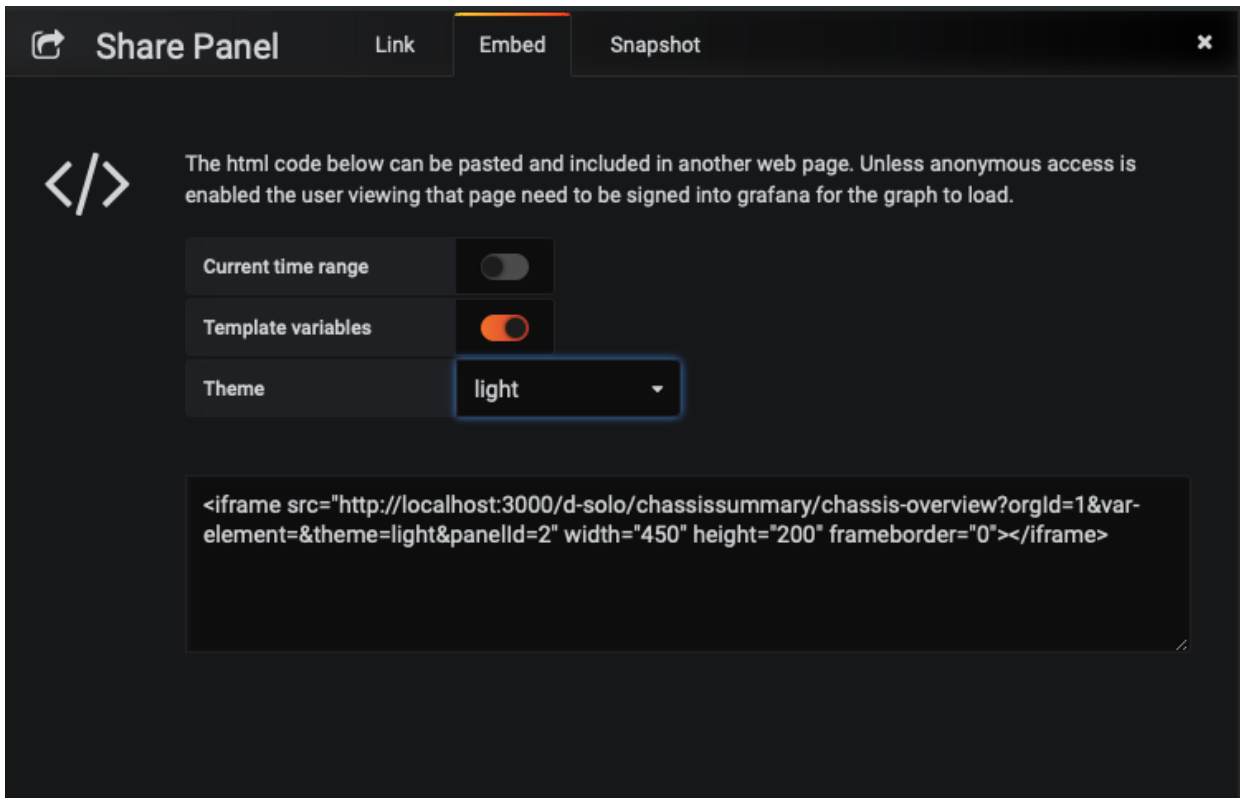 Share Panel Link Embed Snapshot
The html code below can be pasted and included in another web page. Unless anonymous access is
enabled the user viewing that page need to be signed into grafana for the graph to load.
Current time range
Template variables
Theme light
<iframe src="http://localhost:3000/d-solo/chassissummary/chassis-overview?orgId=1&var-
element=&theme=light&panelId=2" width="450" height="200" frameborder="0"></iframe>